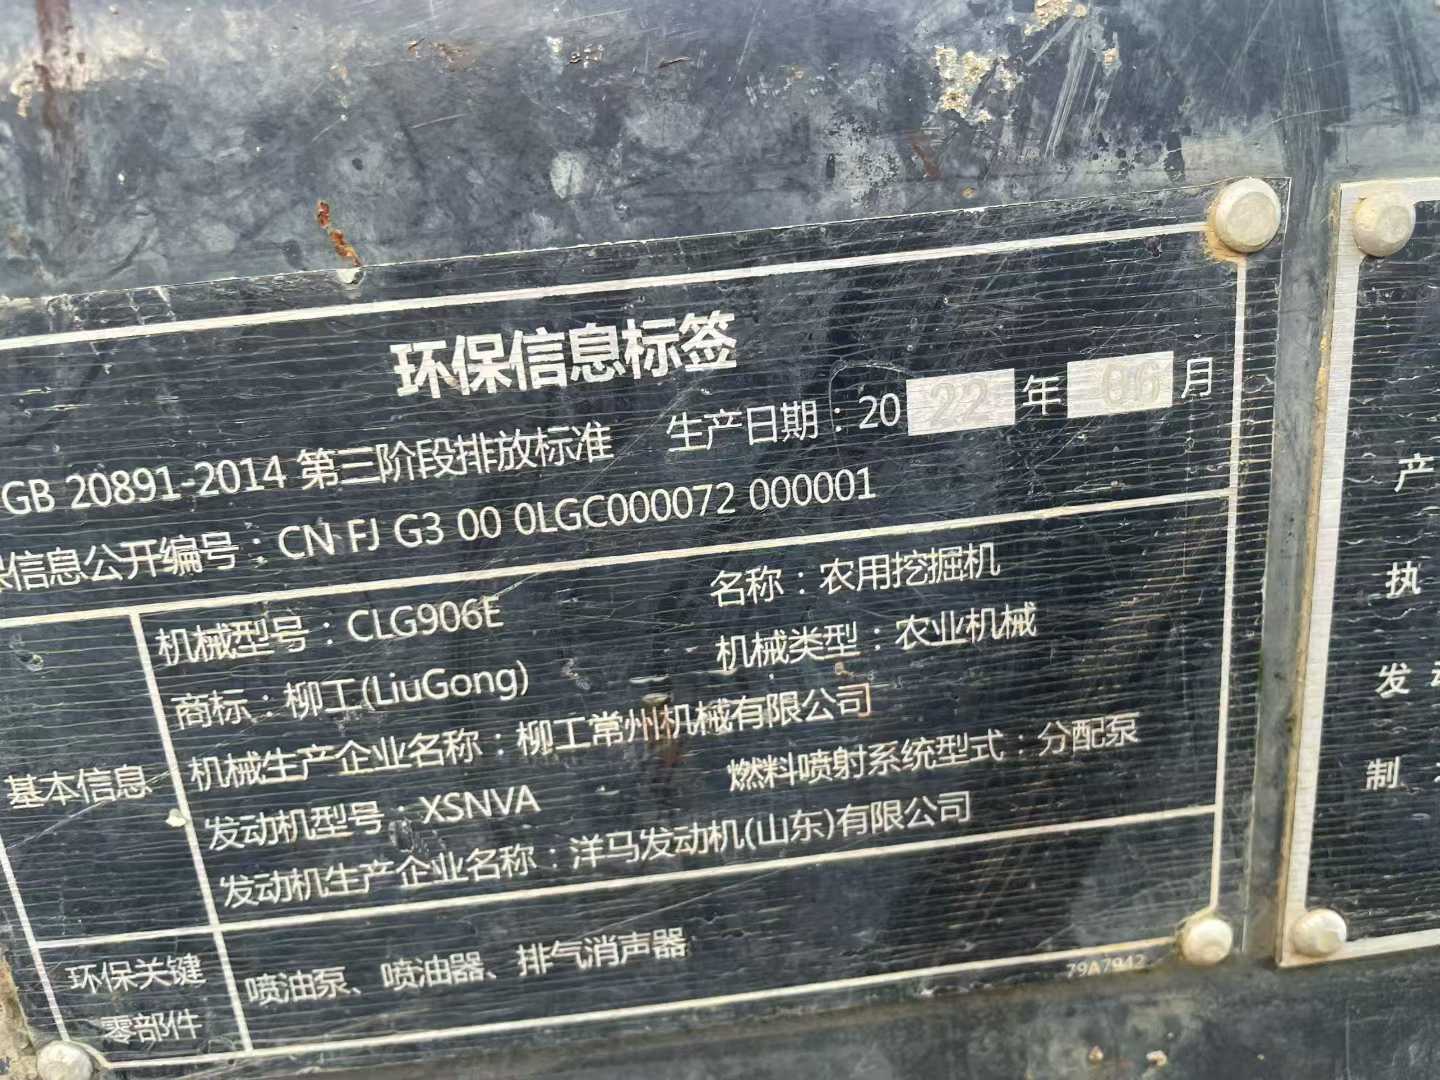 环保信息标签
GB 20891-2014 第三阶段排放标准 生产日期：2022年06月
信息公开编号：CN FJ G3 00 0LGC000072 000001
基本信息
机械型号：CLG906E 名称：农用挖掘机
商标：柳工(LiuGong) 机械类型：农业机械
机械生产企业名称：柳工常州机械有限公司
发动机型号：XSNVA 燃料喷射系统型式：分配泵
发动机生产企业名称：洋马发动机(山东)有限公司
环保关键
零部件
喷油泵、喷油器、排气消声器
79A7942
产
执
发
制